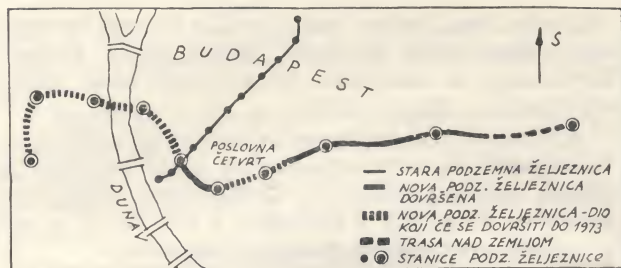 BUDAPEST
S
POSLOVNA
ČETVRT
DUNAV
STARA PODZEMNA ŽELJEZNICA
NOVA PODZ. ŽELJEZNICA
DOVRŠENA
NOVA PODZ. ŽELJEZNICA-DIO
KOJI ĆE SE DOVRŠITI DO 1973
TRASA NAD ZEMLJOM
STANICE PODZ. ŽELJEZNICE